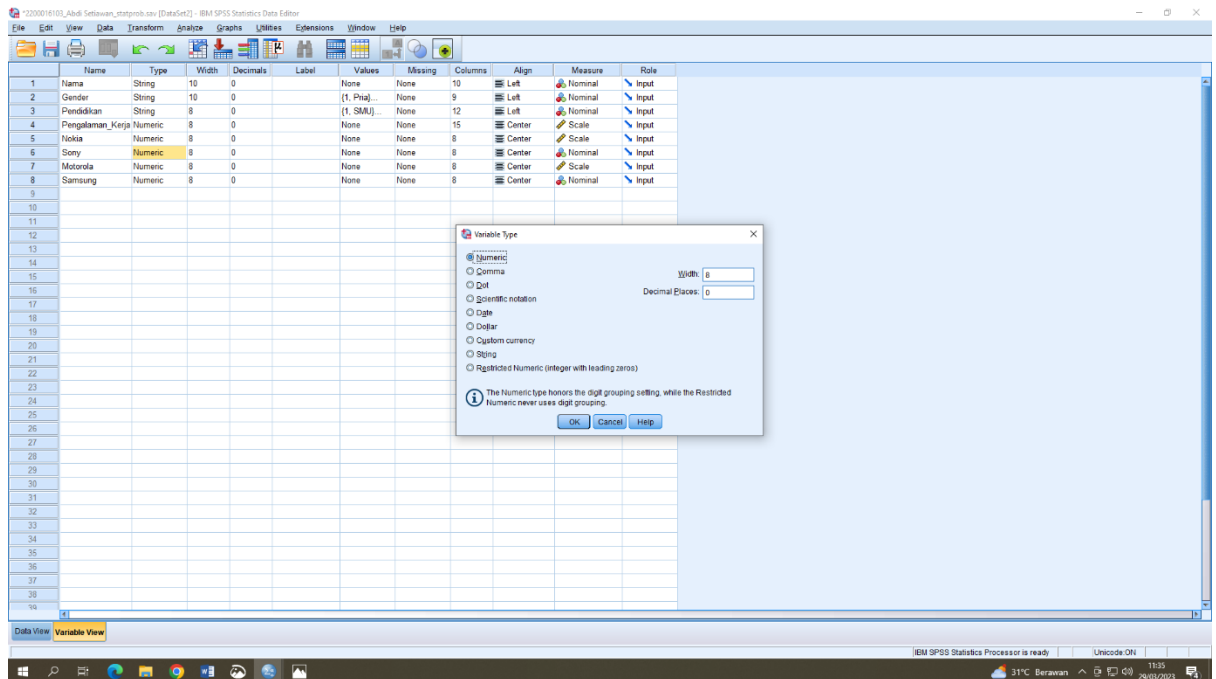 *2200016103_Abdi Setiawan_statprob.sav [DataSet2] - IBM SPSS Statistics Data Editor
File Edit View Data Transform Analyze Graphs Utilities Extensions Window Help
Name Type Width Decimals Label Values Missing Columns Align Measure Role
1 Nama String 10 0 None None 10 Left Nominal Input
2 Gender String 10 0 {1, Pria}... None 9 Left Nominal Input
3 Pendidikan String 8 0 {1, SMU}... None 12 Left Nominal Input
4 Pengalaman_Kerja Numeric 8 0 None None 15 Center Scale Input
5 Nokia Numeric 8 0 None None 8 Center Scale Input
6 Sony Numeric 8 0 None None 8 Center Nominal Input
7 Motorola Numeric 8 0 None None 8 Center Scale Input
8 Samsung Numeric 8 0 None None 8 Center Nominal Input
9
10
11
12
13
14
15
16
17
18
19
20
21
22
23
24
25
26
27
28
29
30
31
32
33
34
35
36
37
38
39
Variable Type
Numeric
Comma
Dot
Scientific notation
Date
Dollar
Custom currency
String
Restricted Numeric (integer with leading zeros)
Width: 8
Decimal Places: 0
The Numeric type honors the digit grouping setting, while the Restricted
Numeric never uses digit grouping.
OK Cancel Help
Data View Variable View
IBM SPSS Statistics Processor is ready Unicode:ON
31°C Berawan 11:35
29/03/2023